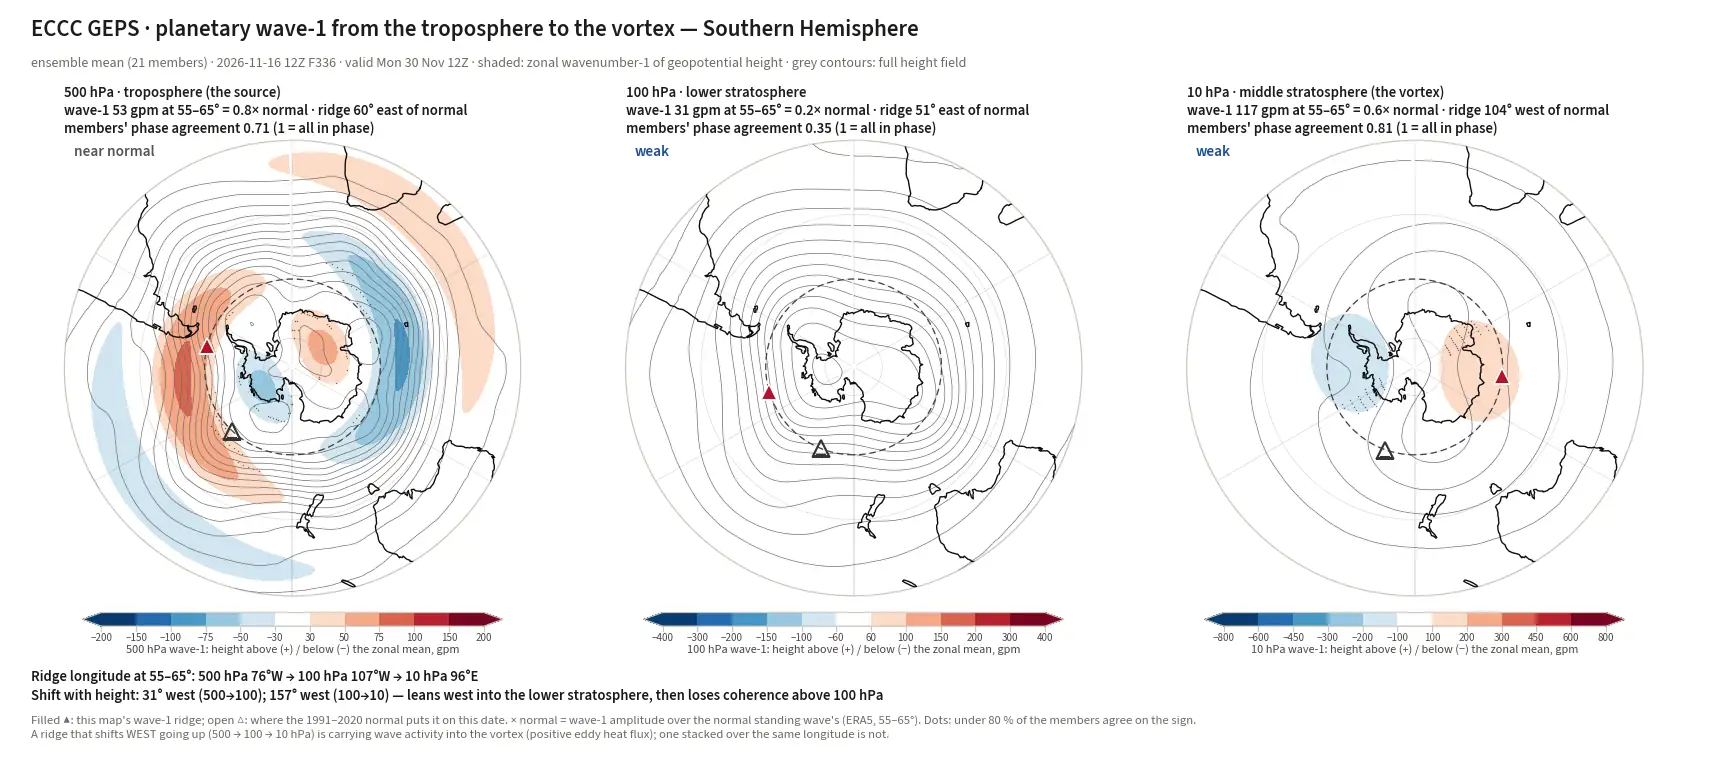 ECCC GEPS · planetary wave-1 from the troposphere to the vortex — Southern Hemisphere
ensemble mean (21 members) · 2026-11-16 12Z F336 · valid Mon 30 Nov 12Z · shaded: zonal wavenumber-1 of geopotential height · grey contours: full height field
500 hPa · troposphere (the source)
wave-1 53 gpm at 55–65° = 0.8× normal · ridge 60° east of normal
members' phase agreement 0.71 (1 = all in phase)
near normal
100 hPa · lower stratosphere
wave-1 31 gpm at 55–65° = 0.2× normal · ridge 51° east of normal
members' phase agreement 0.35 (1 = all in phase)
weak
10 hPa · middle stratosphere (the vortex)
wave-1 117 gpm at 55–65° = 0.6× normal · ridge 104° west of normal
members' phase agreement 0.81 (1 = all in phase)
weak
−200 −150 −100 −75 −50 −30 30 50 75 100 150 200
500 hPa wave-1: height above (+) / below (−) the zonal mean, gpm
−400 −300 −200 −150 −100 −60 60 100 150 200 300 400
100 hPa wave-1: height above (+) / below (−) the zonal mean, gpm
−800 −600 −450 −300 −200 −100 100 200 300 450 600 800
10 hPa wave-1: height above (+) / below (−) the zonal mean, gpm
Ridge longitude at 55–65°: 500 hPa 76°W → 100 hPa 107°W → 10 hPa 96°E
Shift with height: 31° west (500→100); 157° west (100→10) — leans west into the lower stratosphere, then loses coherence above 100 hPa
Filled ▲: this map's wave-1 ridge; open △: where the 1991–2020 normal puts it on this date. × normal = wave-1 amplitude over the normal standing wave's (ERA5, 55–65°). Dots: under 80 % of the members agree on the sign.
A ridge that shifts WEST going up (500 → 100 → 10 hPa) is carrying wave activity into the vortex (positive eddy heat flux); one stacked over the same longitude is not.